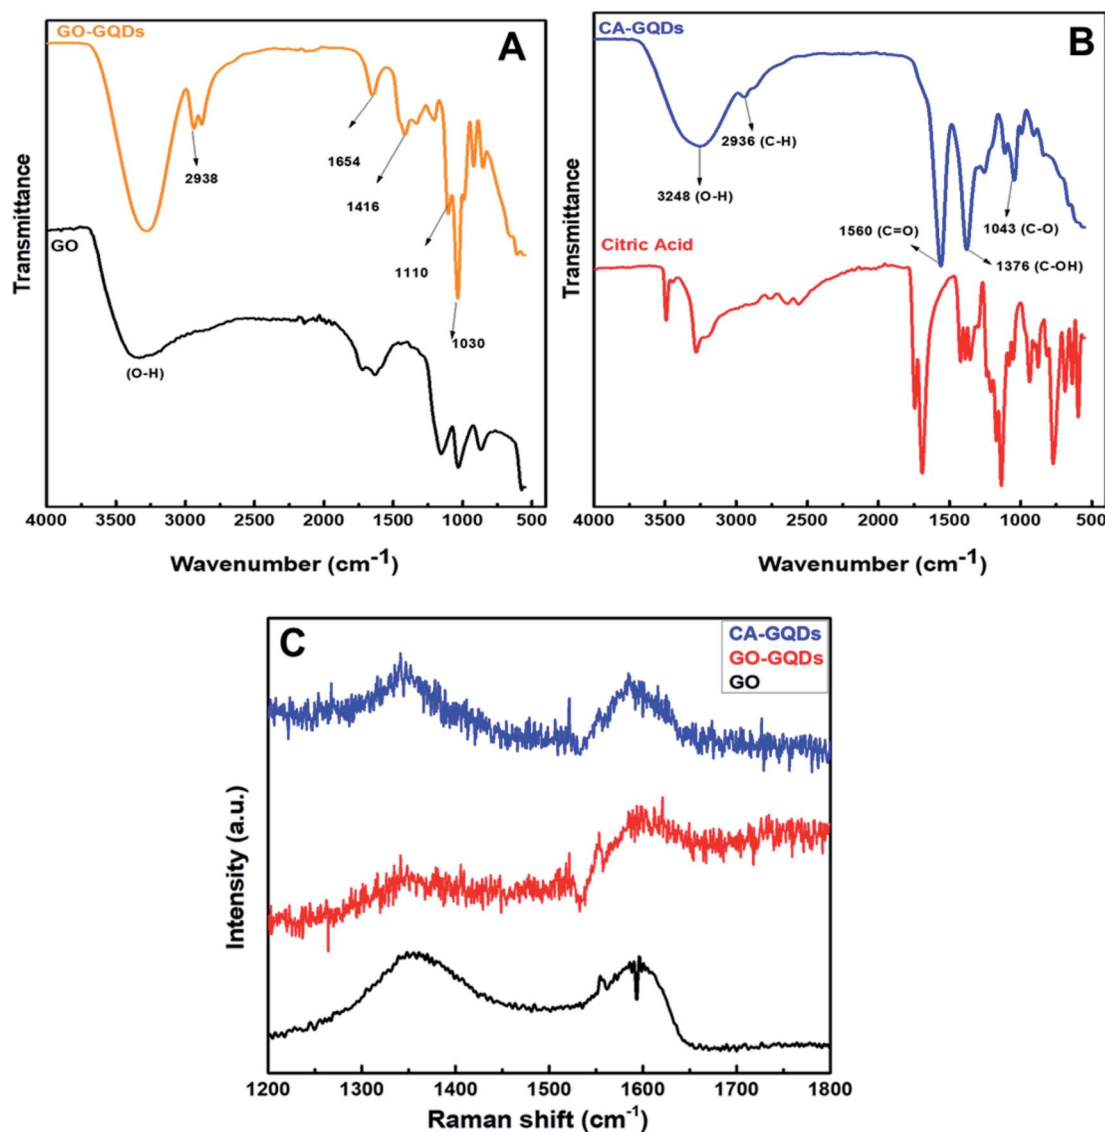 GO-GQDs
A
2938
1654
1416
1110
1030
GO
(O-H)
Transmittance
4000 3500 3000 2500 2000 1500 1000 500
Wavenumber (cm-1)
CA-GQDs
B
2936 (C-H)
3248 (O-H)
1560 (C=O)
1043 (C-O)
1376 (C-OH)
Citric Acid
Transmittance
4000 3500 3000 2500 2000 1500 1000 500
Wavenumber (cm-1)
C
CA-GQDs
GO-GQDs
GO
Intensity (a.u.)
1200 1300 1400 1500 1600 1700 1800
Raman shift (cm-1)